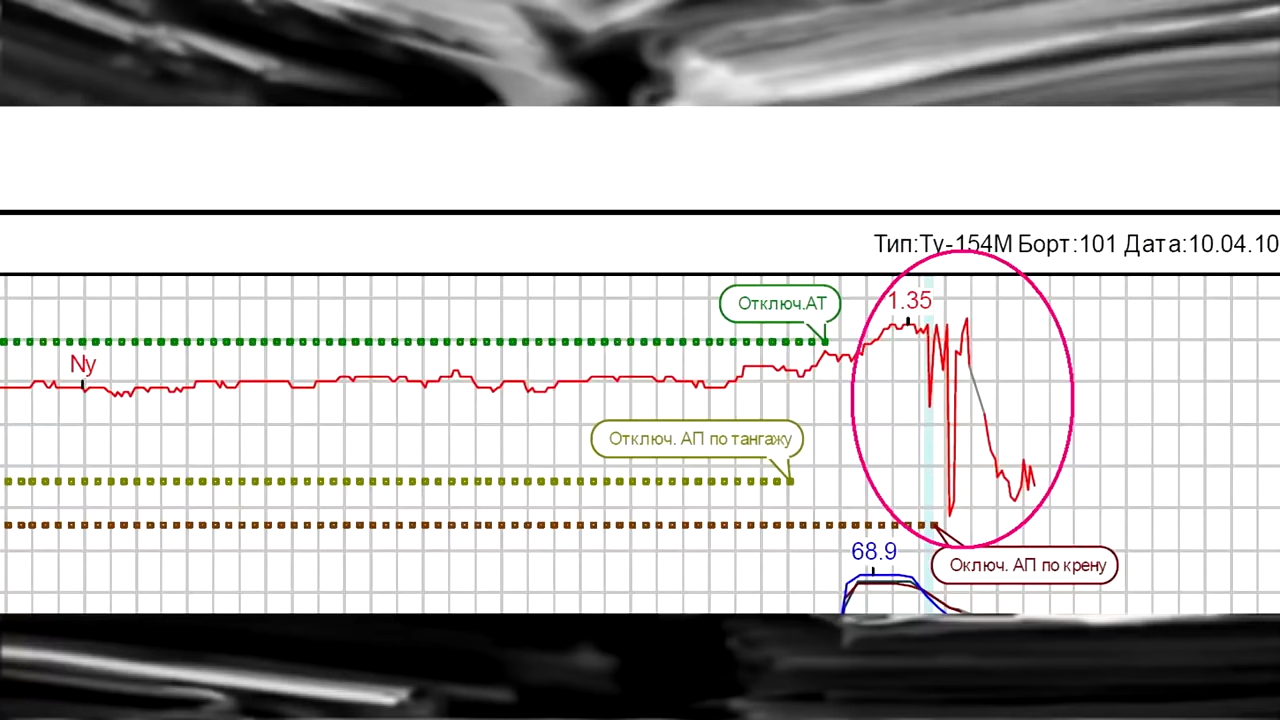 Тип:Ту-154М Борт:101 Дата:10.04.10
Отключ.АТ
1.35
Ny
Отключ. АП по тангажу
68.9
Оключ. АП по крену